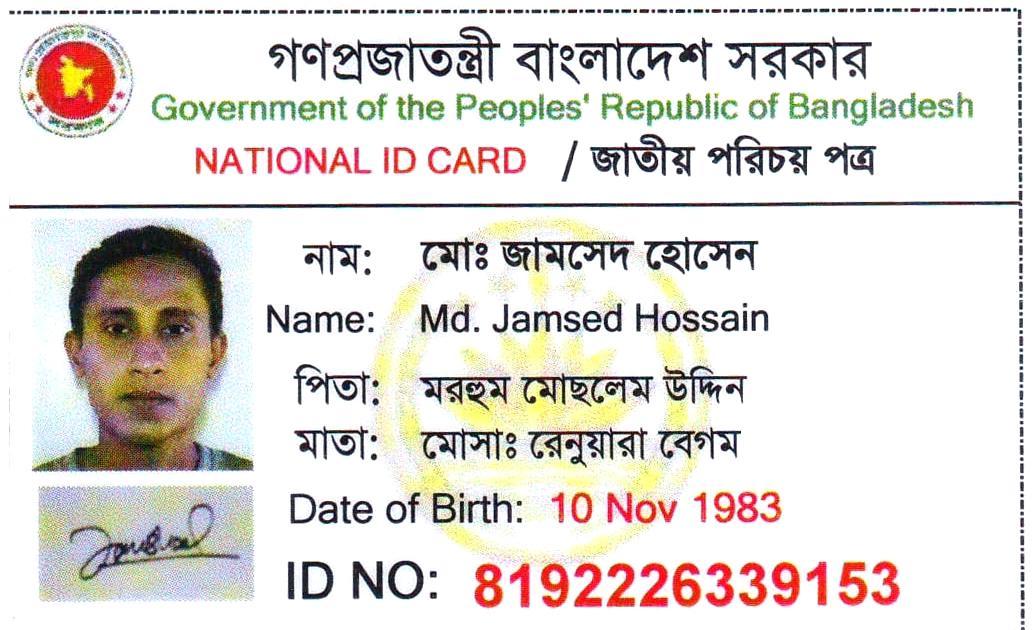 গণপ্রজাতন্ত্রী বাংলাদেশ সরকার
Government of the Peoples' Republic of Bangladesh
NATIONAL ID CARD / জাতীয় পরিচয় পত্র
নাম: মোঃ জামসেদ হোসেন
Name: Md. Jamsed Hossain
পিতা: মরহুম মোছলেম উদ্দিন
মাতা: মোসাঃ রেনুয়ারা বেগম
Date of Birth: 10 Nov 1983
Jamsed
ID NO: 8192226339153